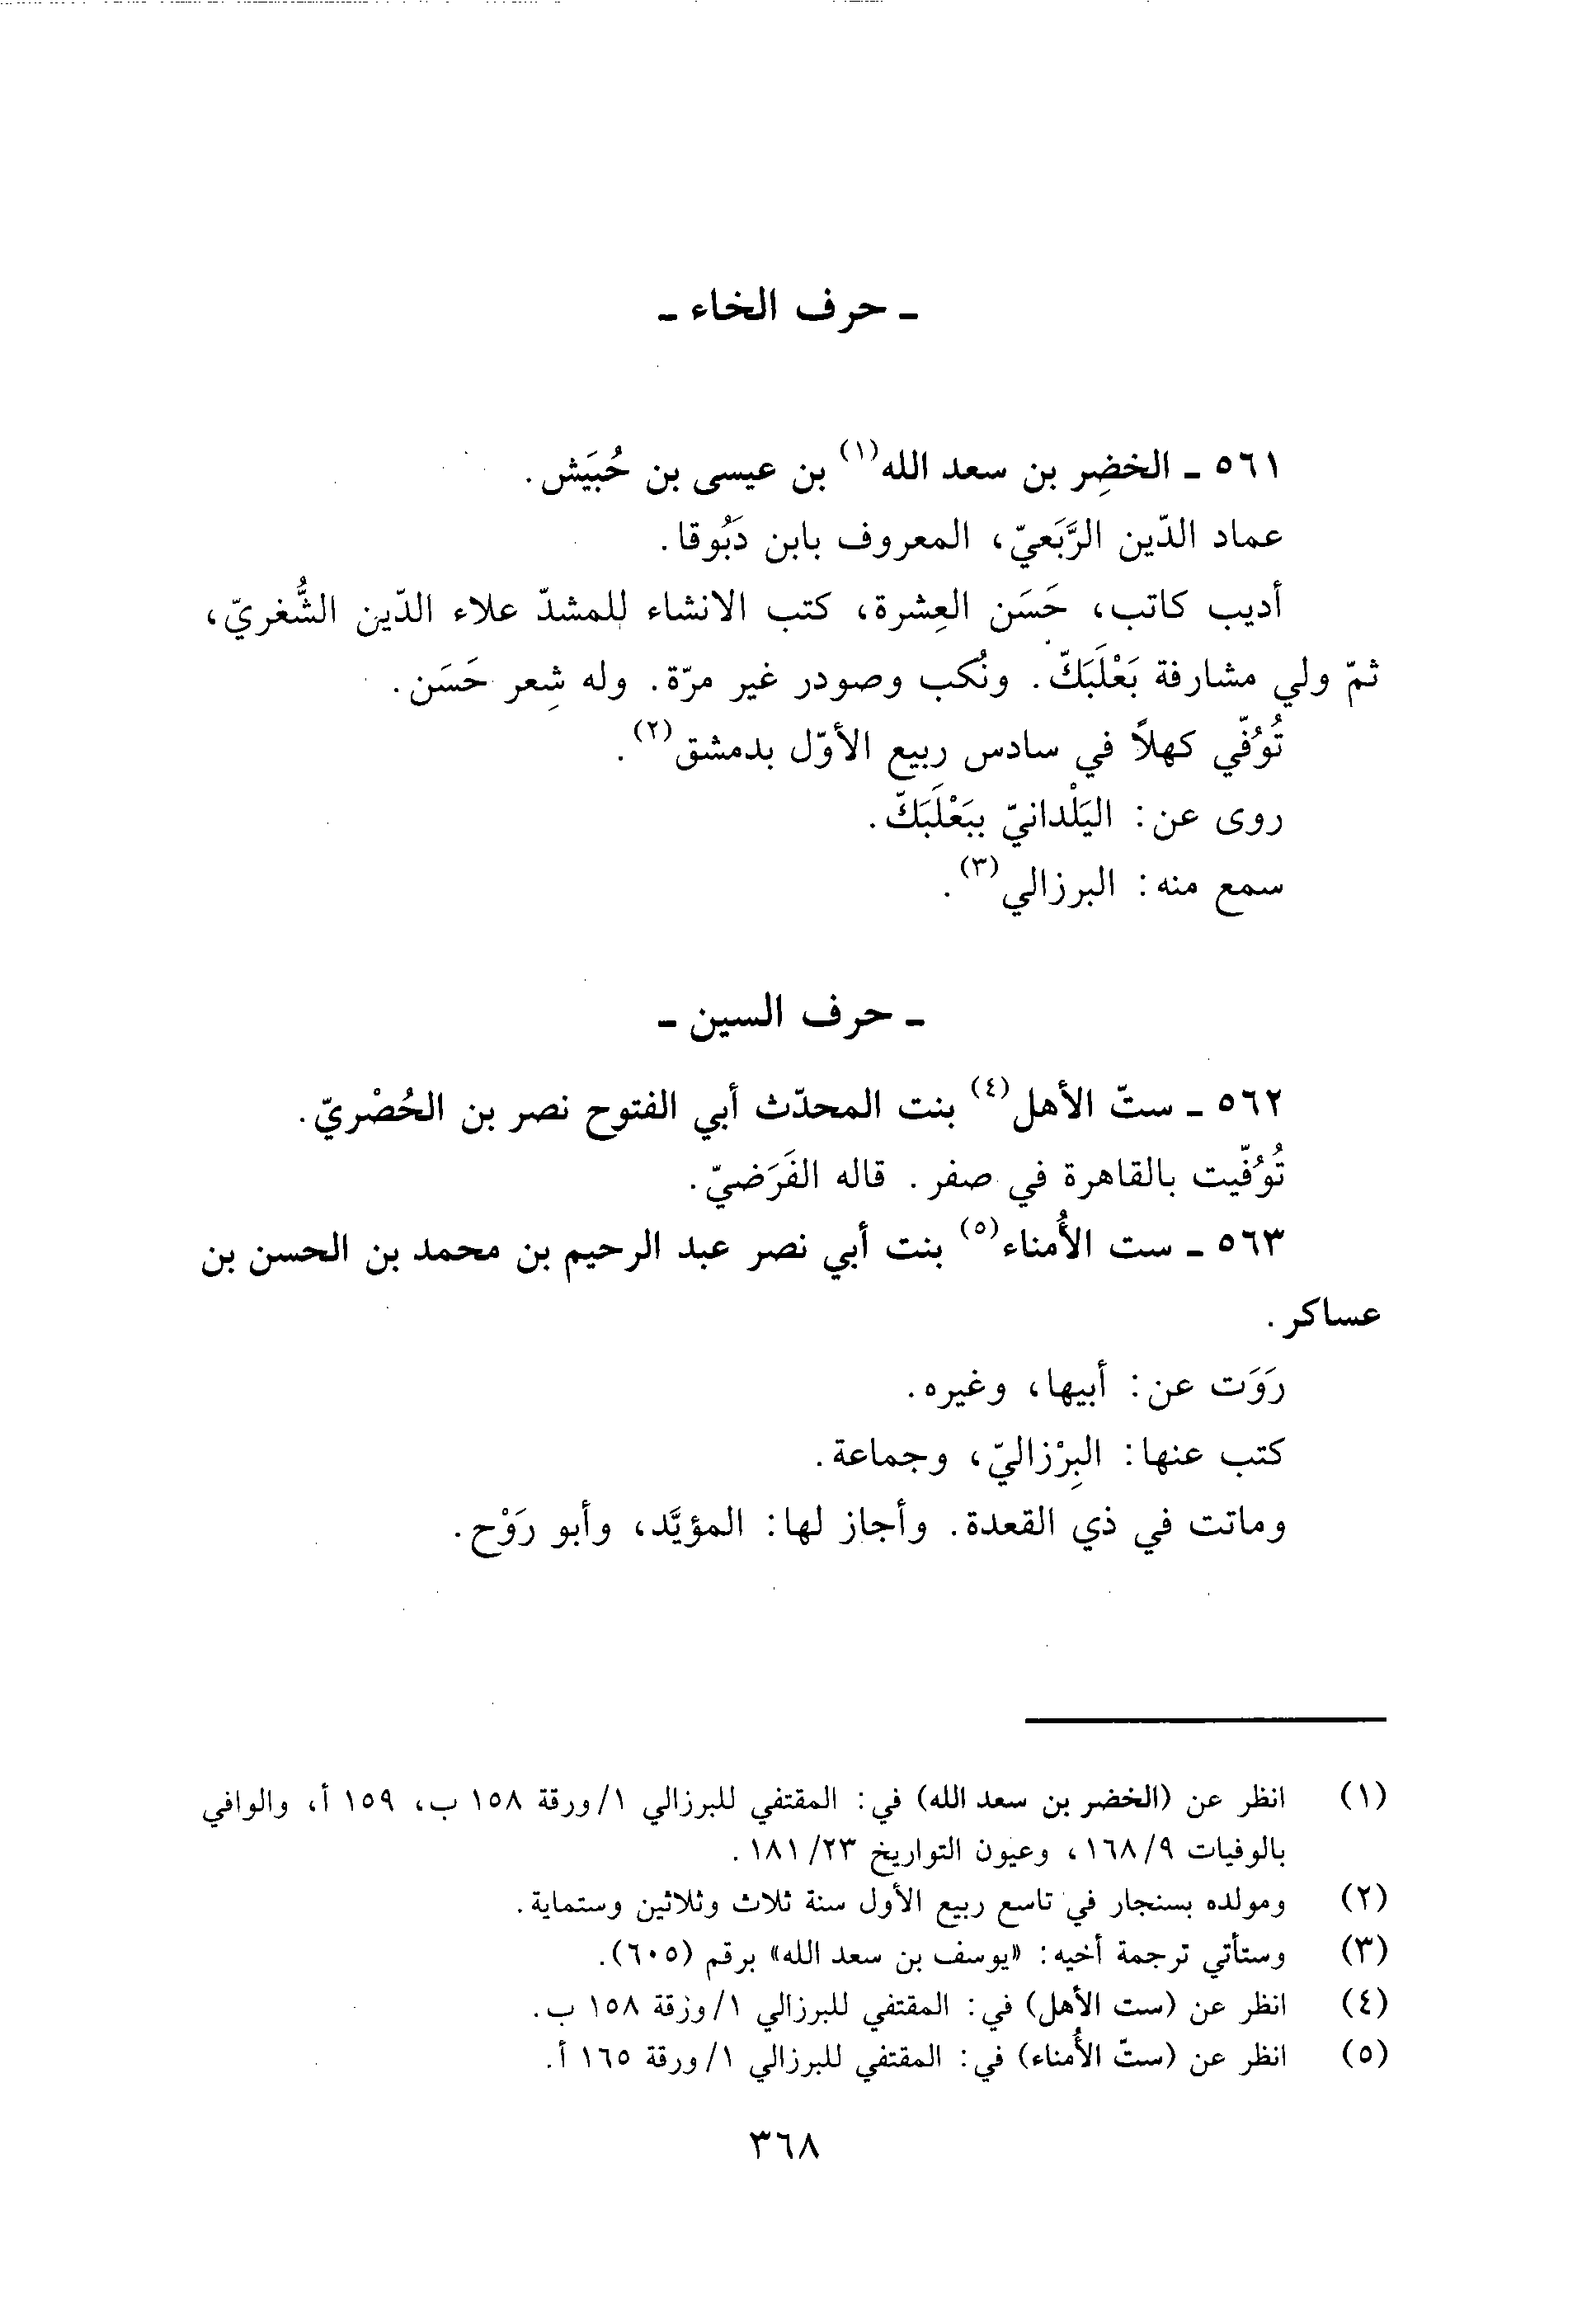 ـ حرف الخاء ـ
٥٦١ ـ الخضِر بن سعد الله(١) بن عيسى بن حُبَيَش.
عماد الدّين الرَّبَعيّ، المعروف بابن دَبُوقا.
أديب كاتب، حَسَن العِشرة، كتب الانشاء للمشدّ علاء الدّين الشُّغريّ،
ثمّ ولي مشارفة بَعْلَبَكّ. ونُكب وصودر غير مرّة. وله شِعر حَسَن.
تُوُفّي كهلاً في سادس ربيع الأوّل بدمشق(٢).
روى عن: اليَلْدانيّ ببَعْلَبَكّ.
سمع منه: البرزالي(٣).
ـ حرف السين ـ
٥٦٢ ـ ستّ الأهل(٤) بنت المحدّث أبي الفتوح نصر بن الحُصْريّ.
تُوُفّيت بالقاهرة في صفر. قاله الفَرَضيّ.
٥٦٣ ـ ست الأُمناء(٥) بنت أبي نصر عبد الرحيم بن محمد بن الحسن بن
عساكر.
رَوَت عن: أبيها، وغيره.
كتب عنها: البِرْزاليّ، وجماعة.
وماتت في ذي القعدة. وأجاز لها: المؤيَّد، وأبو رَوْح.
(١) انظر عن (الخضر بن سعد الله) في: المقتفي للبرزالي ١/ورقة ١٥٨ ب، ١٥٩ أ، والوافي
بالوفيات ١٦٨/٩، وعيون التواريخ ١٨١/٢٣.
(٢) ومولده بسنجار في تاسع ربيع الأول سنة ثلاث وثلاثين وستماية.
(٣) وستأتي ترجمة أخيه: «يوسف بن سعد الله» برقم (٦٠٥).
(٤) انظر عن (ست الأهل) في: المقتفي للبرزالي ١/وزقة ١٥٨ ب.
(٥) انظر عن (ستّ الأُمناء) في: المقتفي للبرزالي ١/ورقة ١٦٥ أ.
٣٦٨